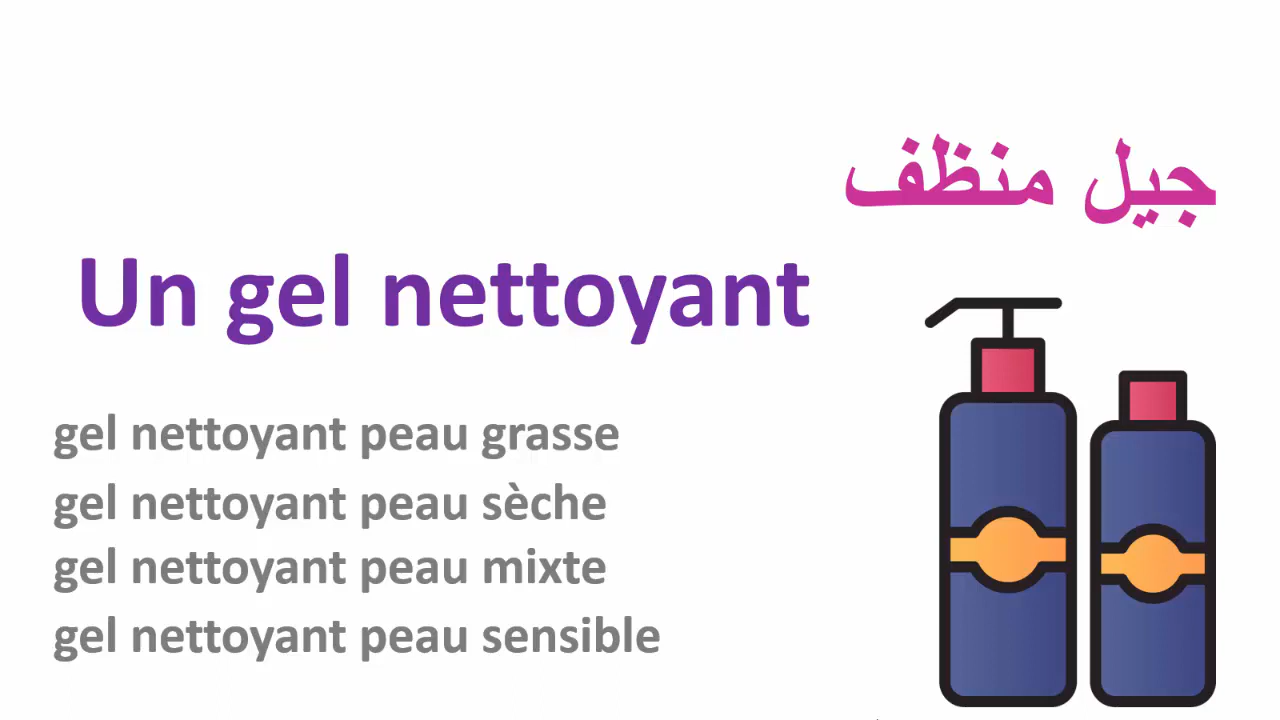 جيل منظف
Un gel nettoyant
gel nettoyant peau grasse
gel nettoyant peau sèche
gel nettoyant peau mixte
gel nettoyant peau sensible